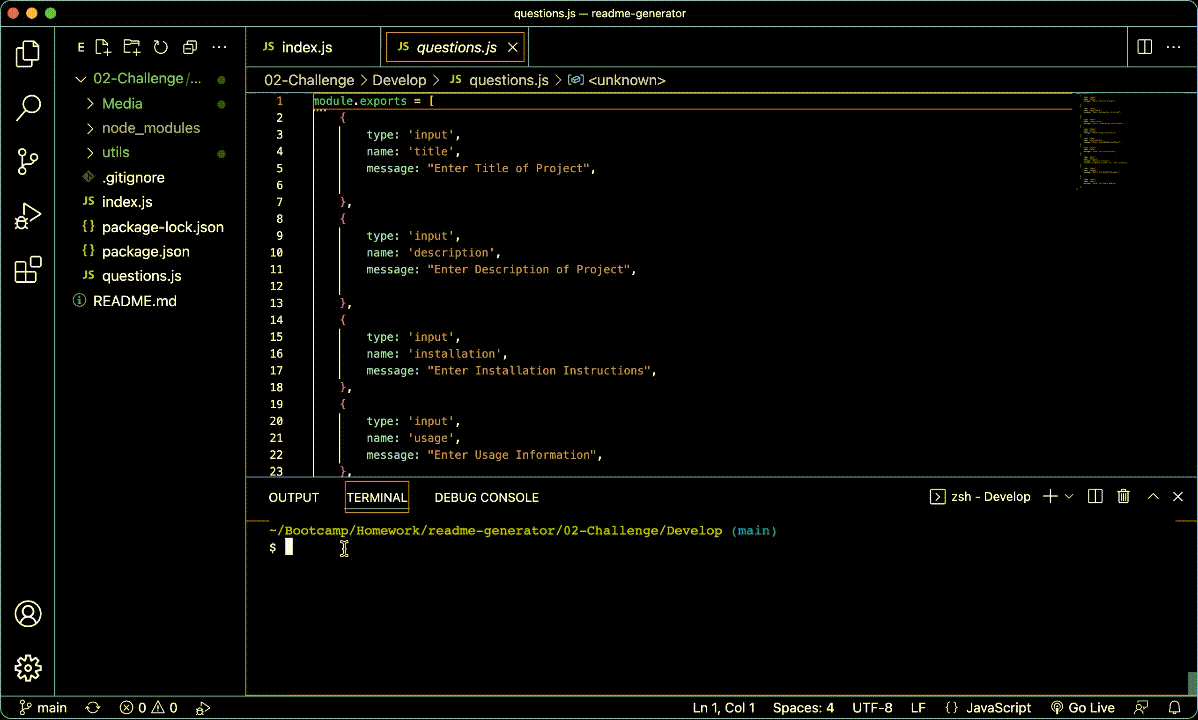 questions.js — readme-generator
E
JS index.js
JS questions.js
02-Challenge > Develop > JS questions.js > <unknown>
02-Challenge/...
Media
node_modules
utils
.gitignore
JS index.js
{} package-lock.json
{} package.json
JS questions.js
README.md
1 module.exports = [
2 {
3 type: 'input',
4 name: 'title',
5 message: "Enter Title of Project",
6
7 },
8 {
9 type: 'input',
10 name: 'description',
11 message: "Enter Description of Project",
12
13 },
14 {
15 type: 'input',
16 name: 'installation',
17 message: "Enter Installation Instructions",
18 },
19 {
20 type: 'input',
21 name: 'usage',
22 message: "Enter Usage Information",
23 },
OUTPUT TERMINAL DEBUG CONSOLE zsh - Develop
~/Bootcamp/Homework/readme-generator/02-Challenge/Develop (main)
$
main 0 0 Ln 1, Col 1 Spaces: 4 UTF-8 LF {} JavaScript Go Live